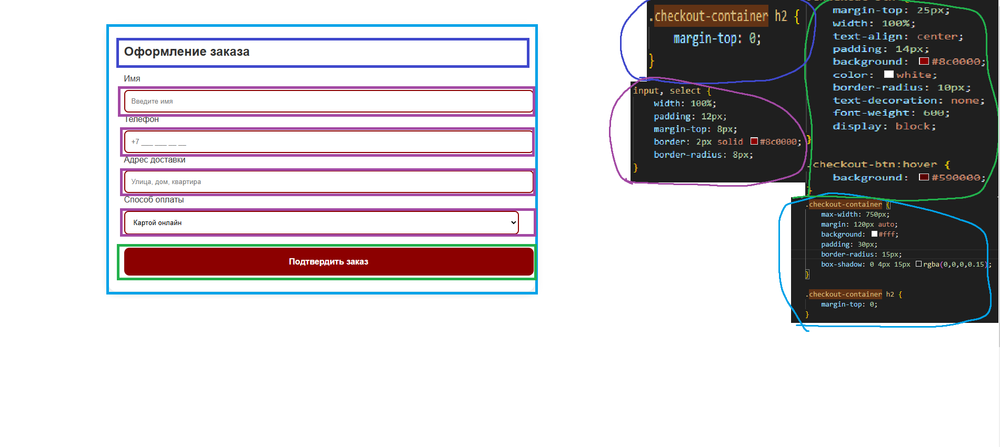 Оформление заказа
Имя
Введите имя
Телефон
+7 ___ ___ __ __
Адрес доставки
Улица, дом, квартира
Способ оплаты
Картой онлайн
Подтвердить заказ
.checkout-container h2 {
margin-top: 0;
}
input, select {
width: 100%;
padding: 12px;
margin-top: 8px;
border: 2px solid #8c0000;
border-radius: 8px;
}
margin-top: 25px;
width: 100%;
text-align: center;
padding: 14px;
background: #8c0000;
color: white;
border-radius: 10px;
text-decoration: none;
font-weight: 600;
display: block;
}
.checkout-btn:hover {
background: #590000;
}
.checkout-container {
max-width: 750px;
margin: 120px auto;
background: #fff;
padding: 30px;
border-radius: 15px;
box-shadow: 0 4px 15px rgba(0,0,0,0.15);
}
.checkout-container h2 {
margin-top: 0;
}